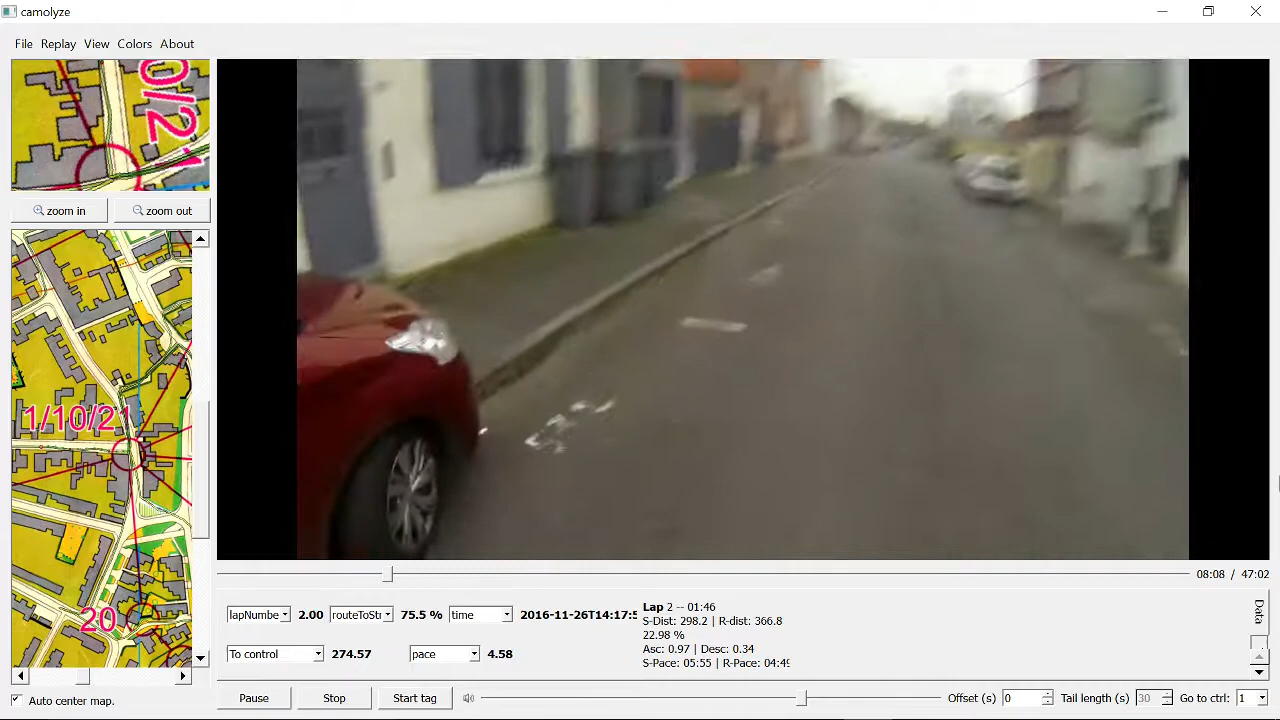 camolyze
File Replay View Colors About
0/21
zoom in zoom out
1/10/21
20
08:08 / 47:02
lapNumbe 2.00 routeToStr 75.5 % time 2016-11-26T14:17:5
To control 274.57 pace 4.58
Lap 2 -- 01:46
S-Dist: 298.2 | R-dist: 366.8
22.98 %
Asc: 0.97 | Desc: 0.34
S-Pace: 05:55 | R-Pace: 04:49
Data
Auto center map.
Pause Stop Start tag Offset (s) 0 Tail length (s) 30 Go to ctrl: 1